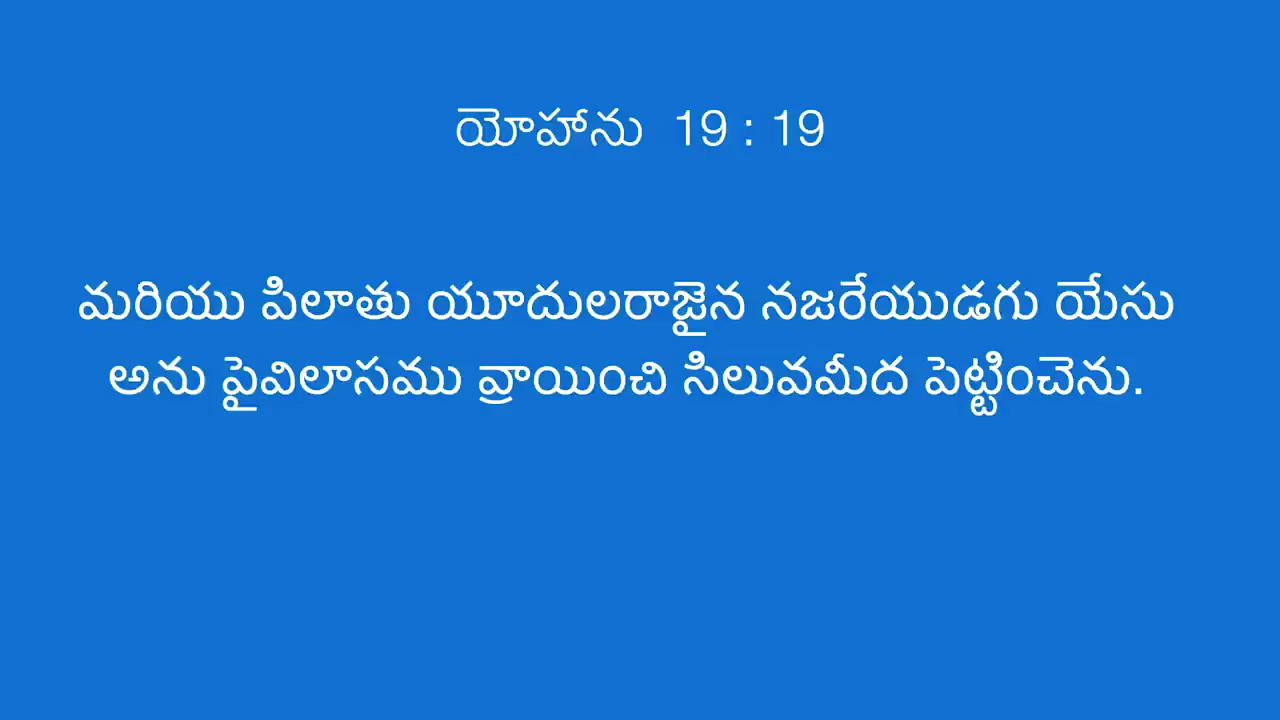 యోహాను 19 : 19
మరియు పిలాతు యూదులరాజైన నజరేయుడగు యేసు
అను పైవిలాసము వ్రాయించి సిలువమీద పెట్టించెను.